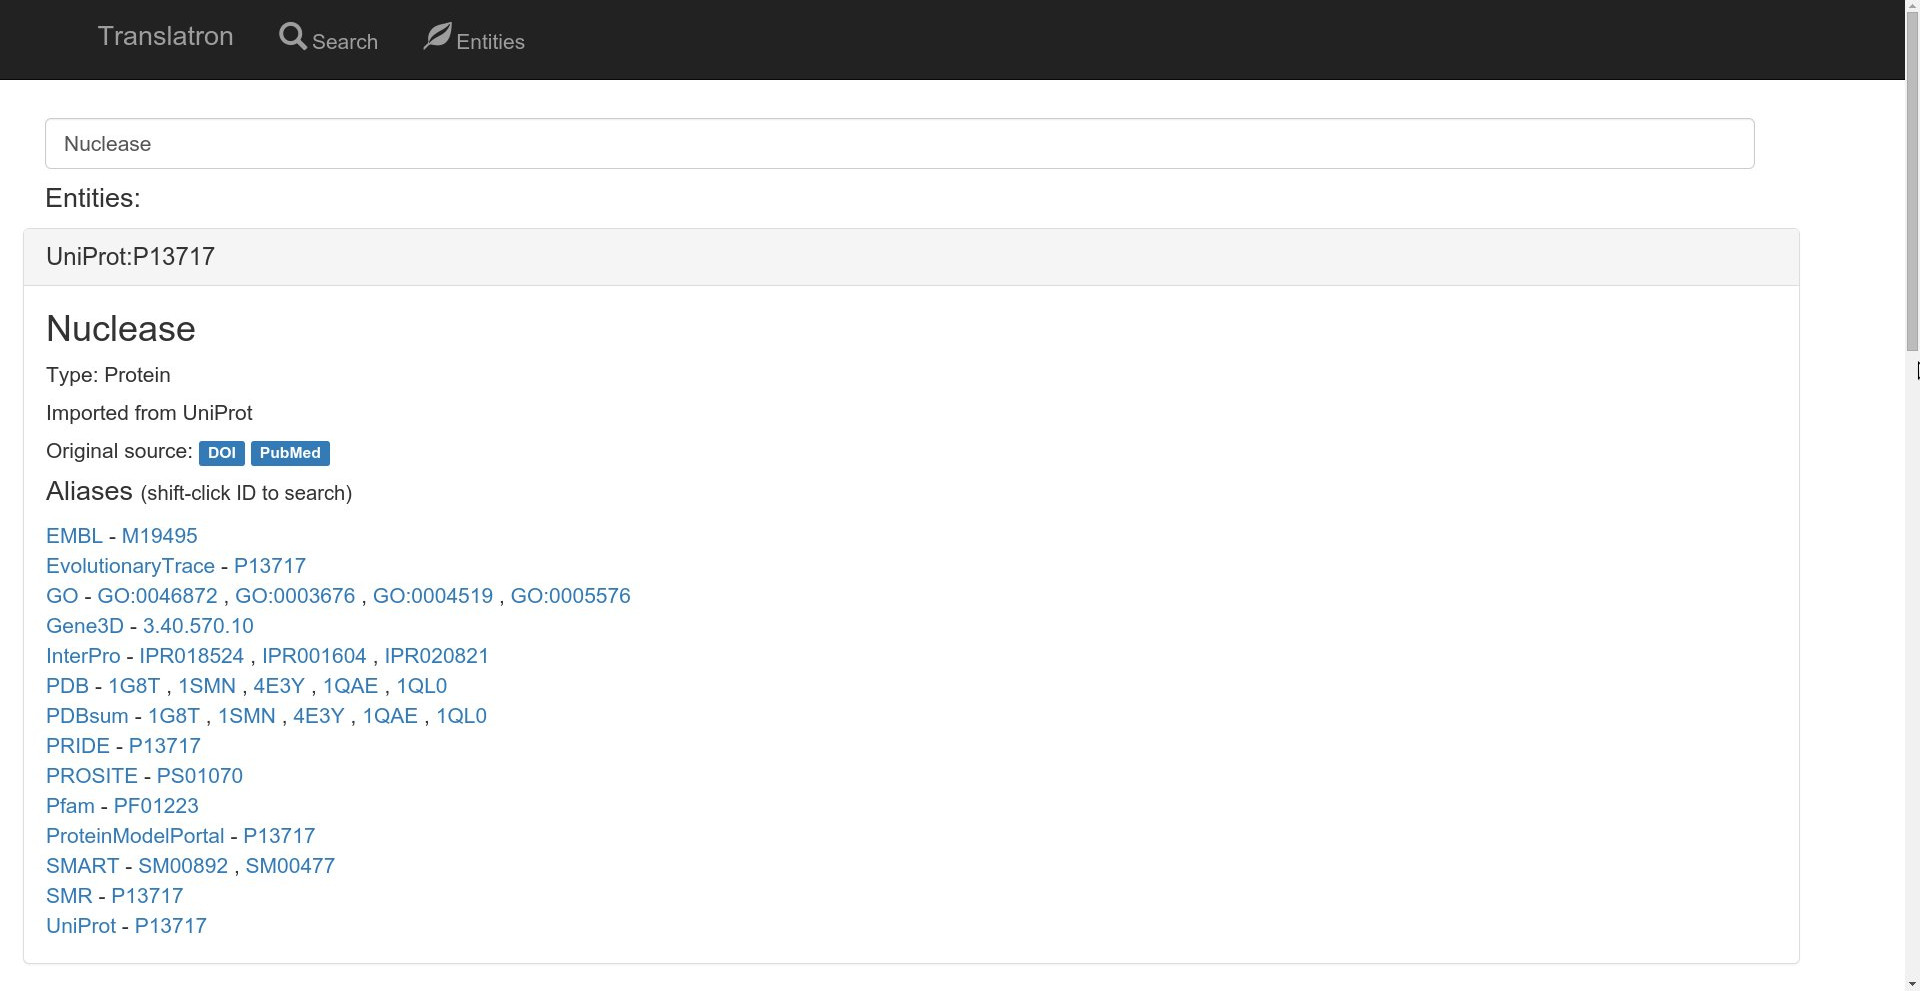 Translatron Search Entities
Nuclease
Entities:
UniProt:P13717
Nuclease
Type: Protein
Imported from UniProt
Original source: DOI PubMed
Aliases (shift-click ID to search)
EMBL - M19495
EvolutionaryTrace - P13717
GO - GO:0046872 , GO:0003676 , GO:0004519 , GO:0005576
Gene3D - 3.40.570.10
InterPro - IPR018524 , IPR001604 , IPR020821
PDB - 1G8T , 1SMN , 4E3Y , 1QAE , 1QL0
PDBsum - 1G8T , 1SMN , 4E3Y , 1QAE , 1QL0
PRIDE - P13717
PROSITE - PS01070
Pfam - PF01223
ProteinModelPortal - P13717
SMART - SM00892 , SM00477
SMR - P13717
UniProt - P13717